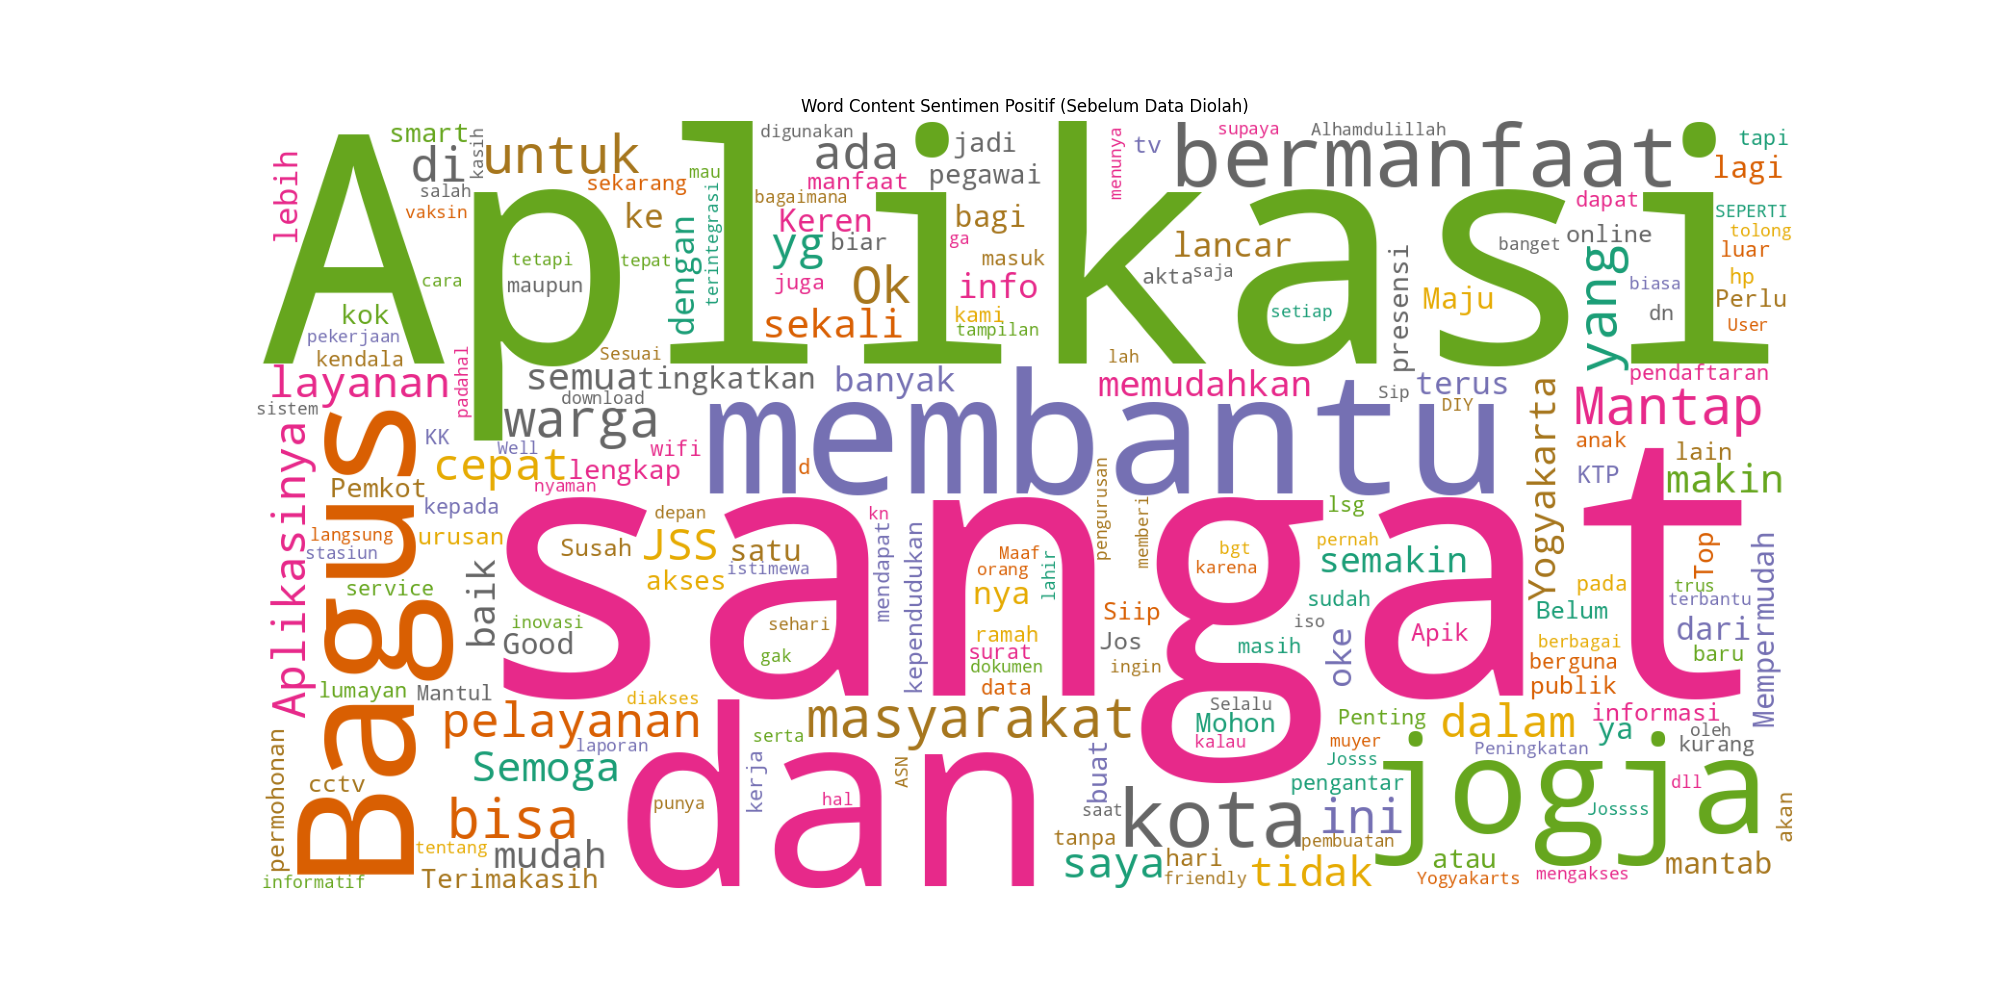 Word Content Sentimen Positif (Sebelum Data Diolah)
Aplikasi
sangat
membantu
dan
Bagus
jogja
bermanfaat
kota
masyarakat
Mantap
untuk
di
ada
jadi
pegawai
smart
kasih
salah
vaksin
lebih
sekarang
mau
digunakan
manfaat
bagaimana
Keren
yg
biar
juga
Ok
sekali
ke
dengan
terintegrasi
tepat
tetapi
maupun
cara
kok
pekerjaan
kendala
bagi
ga
masuk
info
kami
tampilan
menunya
tv
supaya
Alhamdulillah
tapi
lagi
dapat
SEPERTI
tolong
luar
online
banget
lancar
akta
saja
setiap
presensi
Maju
yang
biasa
hp
dn
Perlu
User
lah
layanan
sistem
padahal
Sesuai
semua
tingkatkan
download
warga
banyak
memudahkan
Sip
terus
DIY
pendaftaran
Yogyakarta
anak
lain
KTP
makin
Aplikasinya
KK
Well
cepat
lengkap
wifi
nyaman
d
Pemkot
kepada
langsung
stasiun
urusan
service
baik
depan
Susah
JSS
satu
akses
istimewa
inovasi
Good
sehari
gak
kn
mendapat
kependudukan
Maaf
orang
lahir
nya
ramah
surat
dokumen
data
pengurusan
memberi
Siip
Jos
ingin
bgt
karena
masih
lsg
pernah
semakin
sudah
iso
oke
Apik
Top
pada
Belum
berbagai
berguna
publik
trus
terbantu
dari
baru
Mempermudah
lumayan
Mantul
diakses
pelayanan
laporan
serta
Semoga
permohonan
cctv
bisa
tentang
mudah
informatif
Terimakasih
punya
kerja
hal
ASN
Selalu
Mohon
kalau
Penting
muyer
Josss
dalam
Peningkatan
informasi
ya
oleh
kurang
pengantar
dll
Jossss
akan
buat
saat
tanpa
ini
pembuatan
saya
hari
friendly
tidak
atau
Yogyakarts
mengakses
mantab